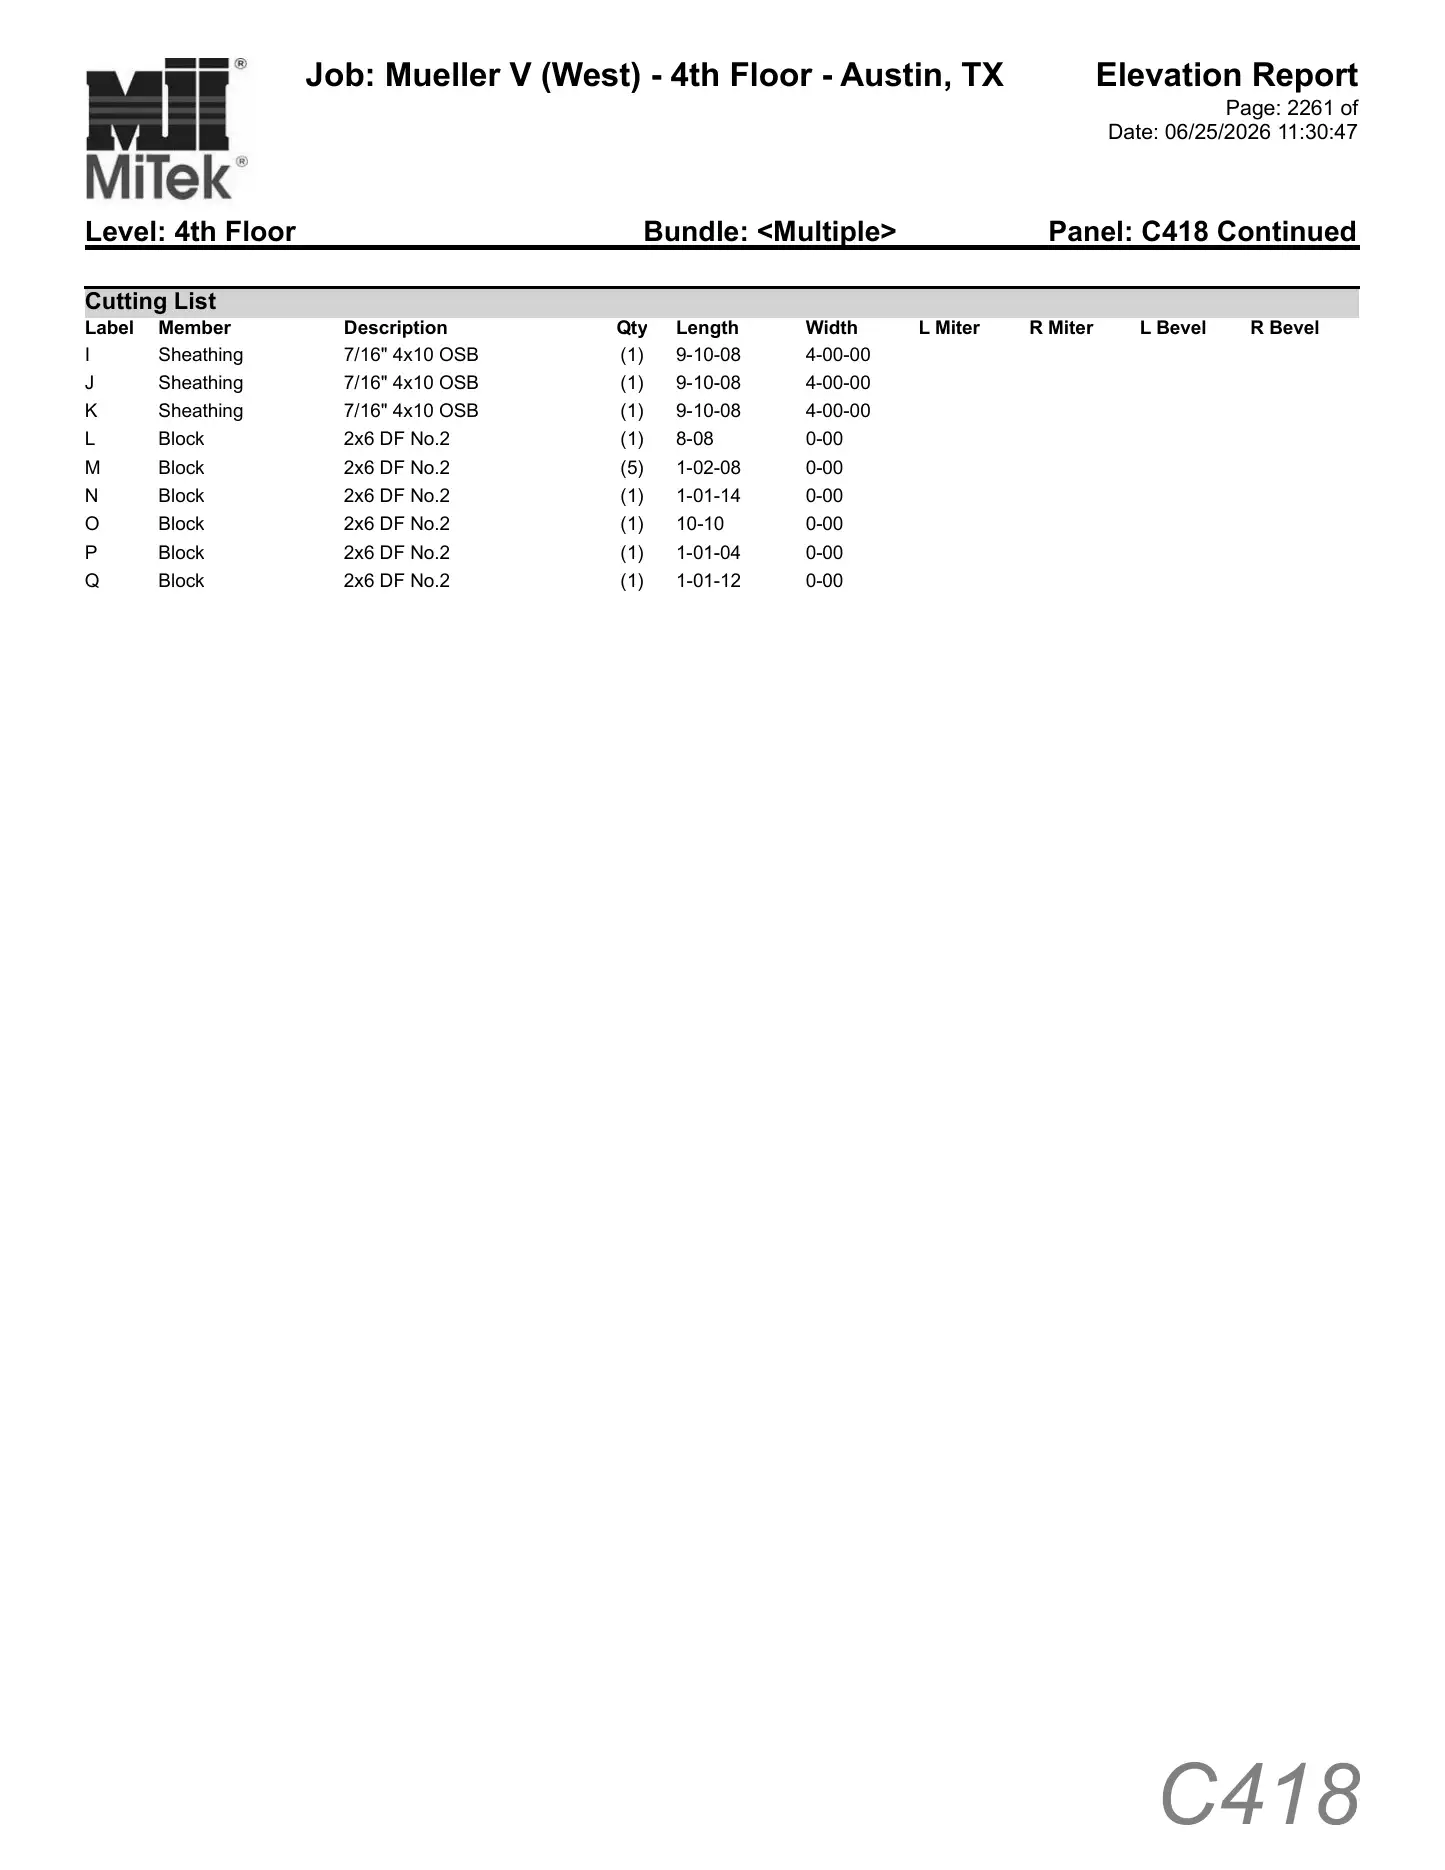 Job: Mueller V (West) - 4th Floor - Austin, TX
Elevation Report
Page: 2261 of
Date: 06/25/2026 11:30:47
MiTek®
Level: 4th Floor Bundle: <Multiple> Panel: C418 Continued
Cutting List
Label Member Description Qty Length Width L Miter R Miter L Bevel R Bevel
I Sheathing 7/16" 4x10 OSB (1) 9-10-08 4-00-00
J Sheathing 7/16" 4x10 OSB (1) 9-10-08 4-00-00
K Sheathing 7/16" 4x10 OSB (1) 9-10-08 4-00-00
L Block 2x6 DF No.2 (1) 8-08 0-00
M Block 2x6 DF No.2 (5) 1-02-08 0-00
N Block 2x6 DF No.2 (1) 1-01-14 0-00
O Block 2x6 DF No.2 (1) 10-10 0-00
P Block 2x6 DF No.2 (1) 1-01-04 0-00
Q Block 2x6 DF No.2 (1) 1-01-12 0-00
C418